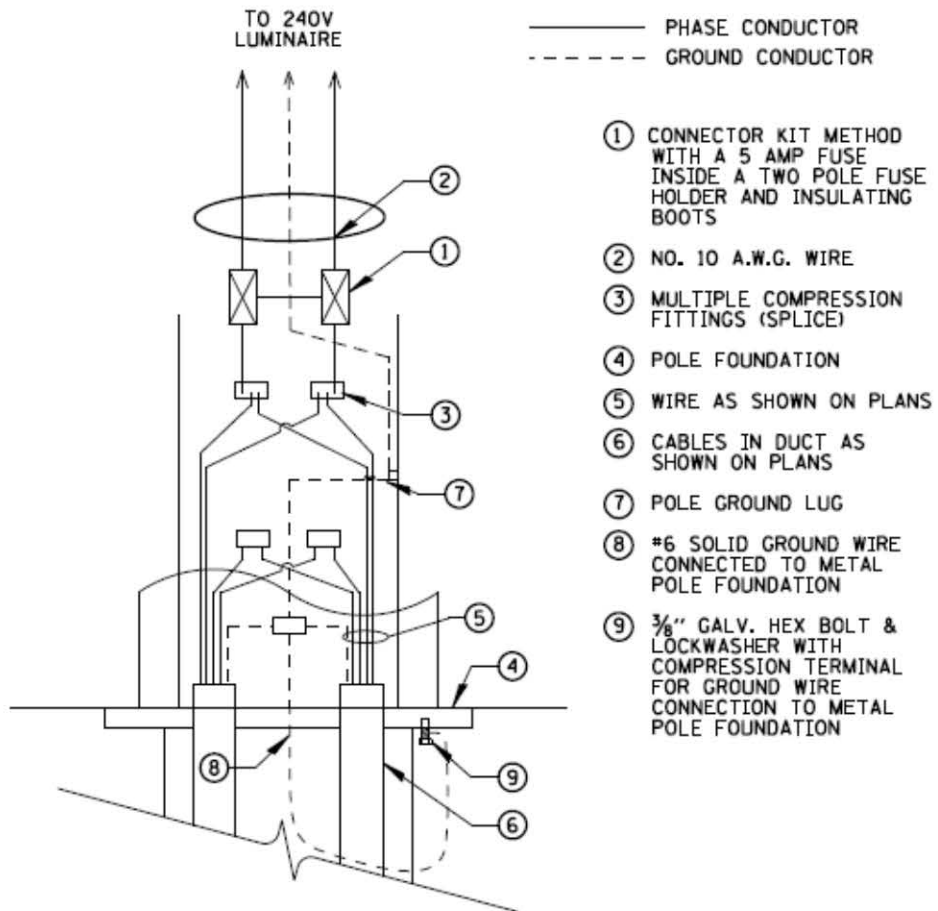 TO 240V
LUMINAIRE
PHASE CONDUCTOR
GROUND CONDUCTOR
① CONNECTOR KIT METHOD
WITH A 5 AMP FUSE
INSIDE A TWO POLE FUSE
HOLDER AND INSULATING
BOOTS
② NO. 10 A.W.G. WIRE
③ MULTIPLE COMPRESSION
FITTINGS (SPLICE)
④ POLE FOUNDATION
⑤ WIRE AS SHOWN ON PLANS
⑥ CABLES IN DUCT AS
SHOWN ON PLANS
⑦ POLE GROUND LUG
⑧ #6 SOLID GROUND WIRE
CONNECTED TO METAL
POLE FOUNDATION
⑨ 3/8" GALV. HEX BOLT &
LOCKWASHER WITH
COMPRESSION TERMINAL
FOR GROUND WIRE
CONNECTION TO METAL
POLE FOUNDATION
②
①
③
⑦
⑤
④
⑧
⑨
⑥